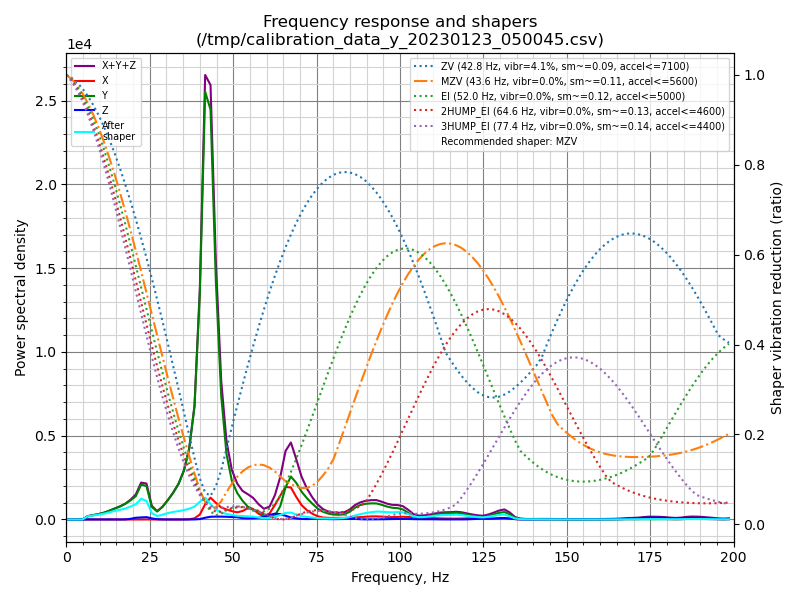 Frequency response and shapers
(/tmp/calibration_data_y_20230123_050045.csv)
1e4
X+Y+Z
X
Y
Z
After
shaper
ZV (42.8 Hz, vibr=4.1%, sm~=0.09, accel<=7100)
MZV (43.6 Hz, vibr=0.0%, sm~=0.11, accel<=5600)
EI (52.0 Hz, vibr=0.0%, sm~=0.12, accel<=5000)
2HUMP_EI (64.6 Hz, vibr=0.0%, sm~=0.13, accel<=4600)
3HUMP_EI (77.4 Hz, vibr=0.0%, sm~=0.14, accel<=4400)
Recommended shaper: MZV
Power spectral density
2.5
2.0
1.5
1.0
0.5
0.0
1.0
0.8
0.6
0.4
0.2
0.0
Shaper vibration reduction (ratio)
0 25 50 75 100 125 150 175 200
Frequency, Hz